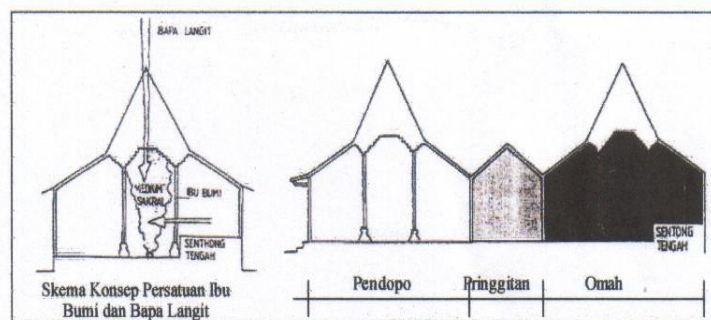 BAPA LANGIT
MEDIUM
SAKRAL
IBU BUMI
SENTHONG
TENGAH
Skema Konsep Persatuan Ibu
Bumi dan Bapa Langit
SENTONG
TENGAH
Pendopo
Pringgitan
Omah